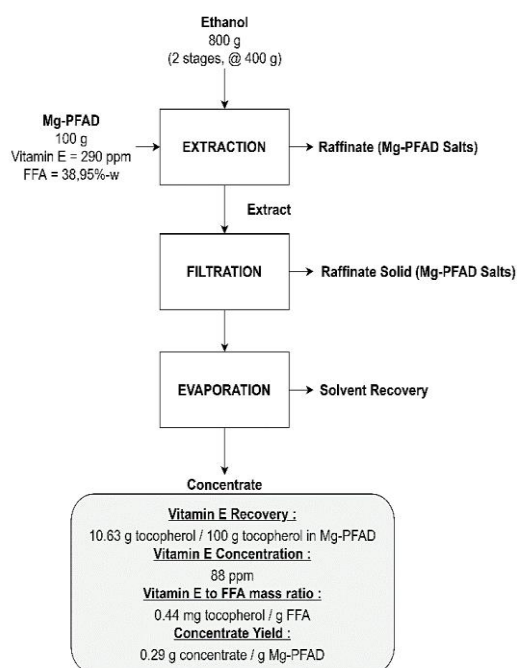 Ethanol
800 g
(2 stages, @ 400 g)
Mg-PFAD
100 g
Vitamin E = 290 ppm
FFA = 38,95%-w
EXTRACTION
Raffinate (Mg-PFAD Salts)
Extract
FILTRATION
Raffinate Solid (Mg-PFAD Salts)
EVAPORATION
Solvent Recovery
Concentrate
Vitamin E Recovery :
10.63 g tocopherol / 100 g tocopherol in Mg-PFAD
Vitamin E Concentration :
88 ppm
Vitamin E to FFA mass ratio :
0.44 mg tocopherol / g FFA
Concentrate Yield :
0.29 g concentrate / g Mg-PFAD